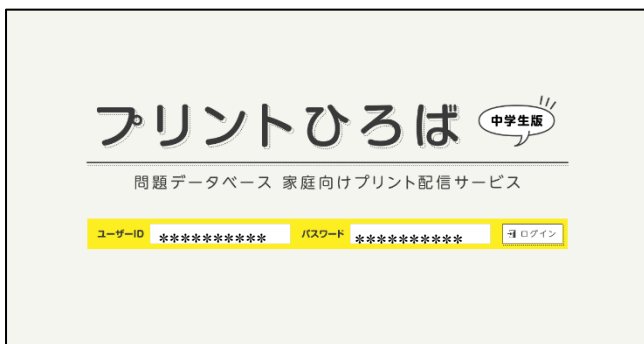 プリントひろば 中学生版
問題データベース 家庭向けプリント配信サービス
ユーザーID ********** パスワード ********** ログイン